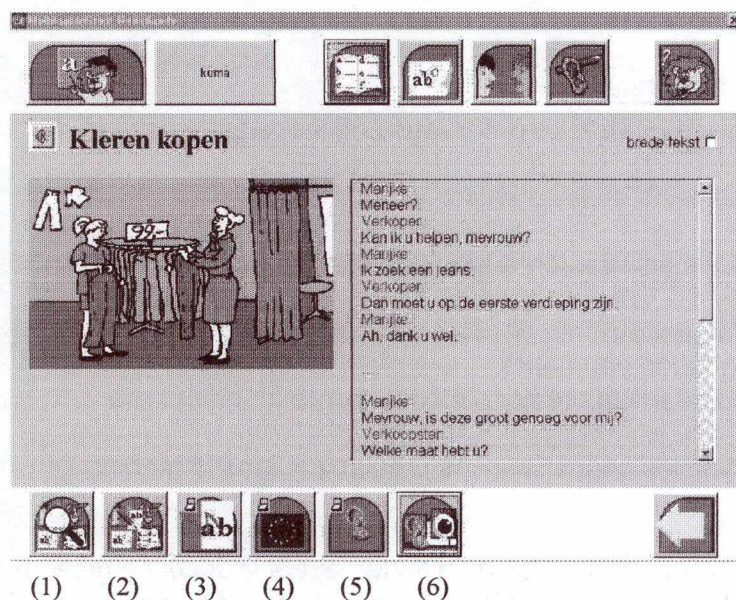 kuma
Kleren kopen
brede tekst
99,-
Marijke:
Meneer?
Verkoper:
Kan ik u helpen, mevrouw?
Marijke:
Ik zoek een jeans.
Verkoper:
Dan moet u op de eerste verdieping zijn.
Marijke:
Ah, dank u wel.
...
Marijke:
Mevrouw, is deze groot genoeg voor mij?
Verkoopster:
Welke maat hebt u?
a
ab
ab
(1) (2) (3) (4) (5) (6)